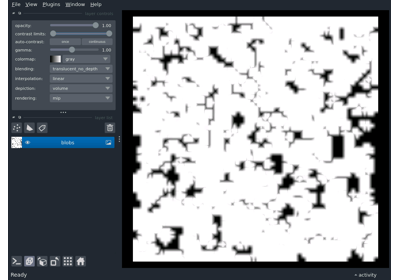 File View Plugins Window Help
opacity: 1.00
contrast limits:
auto-contrast: once continuous
gamma: 1.00
colormap: gray
blending: translucent_no_depth
interpolation: linear
depiction: volume
rendering: mip
blobs
Ready
activity